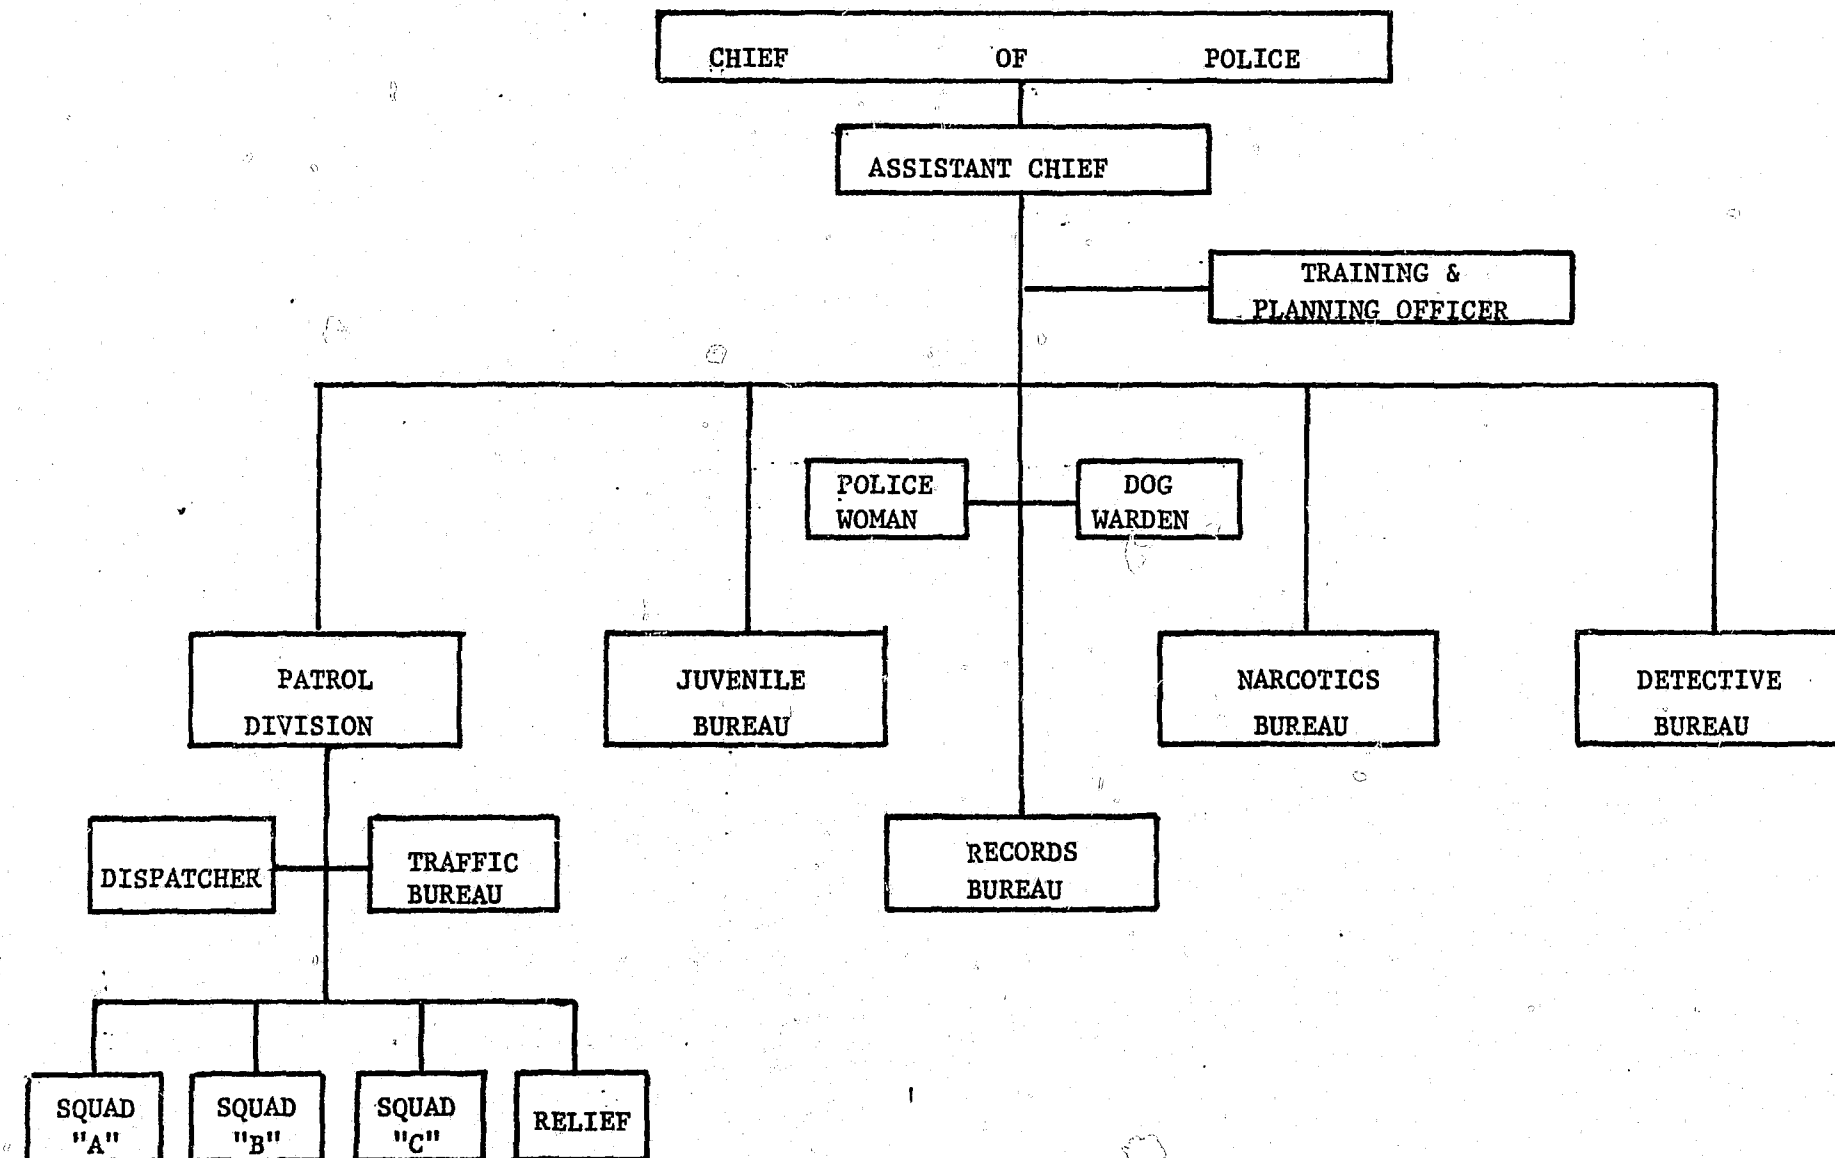 CHIEF OF POLICE
ASSISTANT CHIEF
TRAINING &
PLANNING OFFICER
POLICE
WOMAN
DOG
WARDEN
PATROL
DIVISION
JUVENILE
BUREAU
NARCOTICS
BUREAU
DETECTIVE
BUREAU
DISPATCHER
TRAFFIC
BUREAU
RECORDS
BUREAU
SQUAD
"A"
SQUAD
"B"
SQUAD
"C"
RELIEF